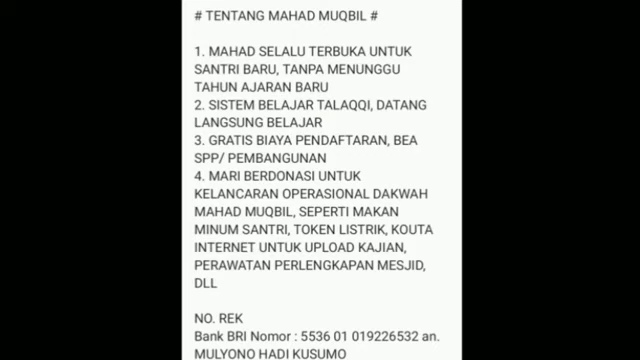 # TENTANG MAHAD MUQBIL #
1. MAHAD SELALU TERBUKA UNTUK
SANTRI BARU, TANPA MENUNGGU
TAHUN AJARAN BARU
2. SISTEM BELAJAR TALAQQI, DATANG
LANGSUNG BELAJAR
3. GRATIS BIAYA PENDAFTARAN, BEA
SPP/ PEMBANGUNAN
4. MARI BERDONASI UNTUK
KELANCARAN OPERASIONAL DAKWAH
MAHAD MUQBIL, SEPERTI MAKAN
MINUM SANTRI, TOKEN LISTRIK, KOUTA
INTERNET UNTUK UPLOAD KAJIAN,
PERAWATAN PERLENGKAPAN MESJID,
DLL
NO. REK
Bank BRI Nomor : 5536 01 019226532 an.
MULYONO HADI KUSUMO